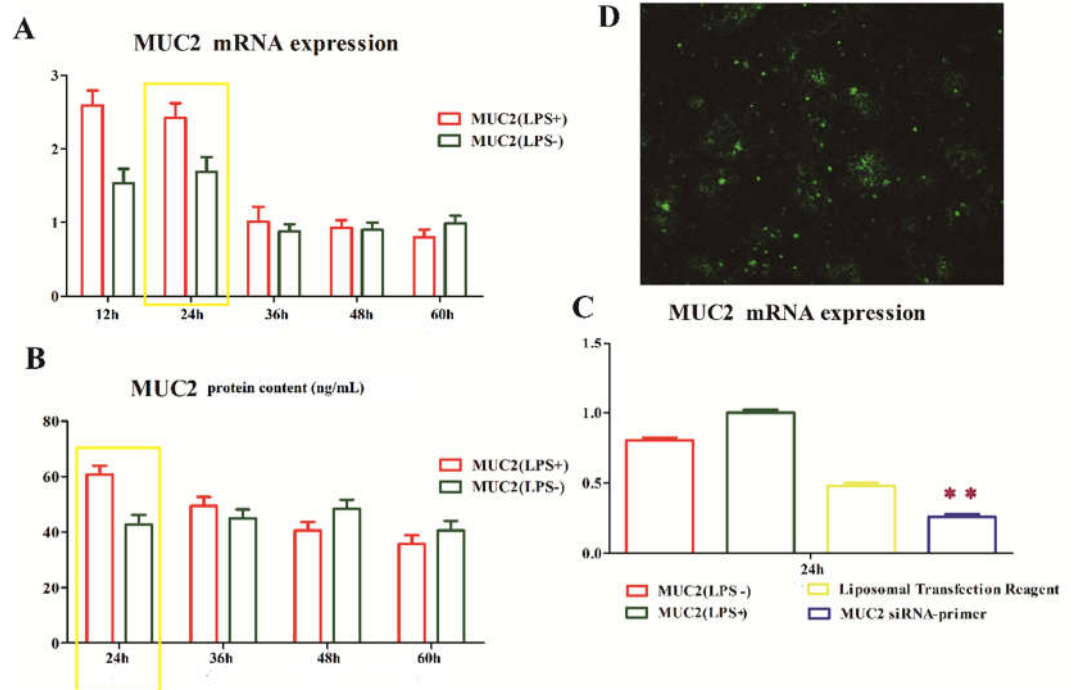 A
MUC2 mRNA expression
3
2
1
0
12h 24h 36h 48h 60h
MUC2(LPS+)
MUC2(LPS-)
B
MUC2 protein content (ng/mL)
80
60
40
20
0
24h 36h 48h 60h
MUC2(LPS+)
MUC2(LPS-)
D
C
MUC2 mRNA expression
1.5
1.0
0.5
0.0
**
24h
MUC2(LPS -)
MUC2(LPS+)
Liposomal Transfection Reagent
MUC2 siRNA-primer